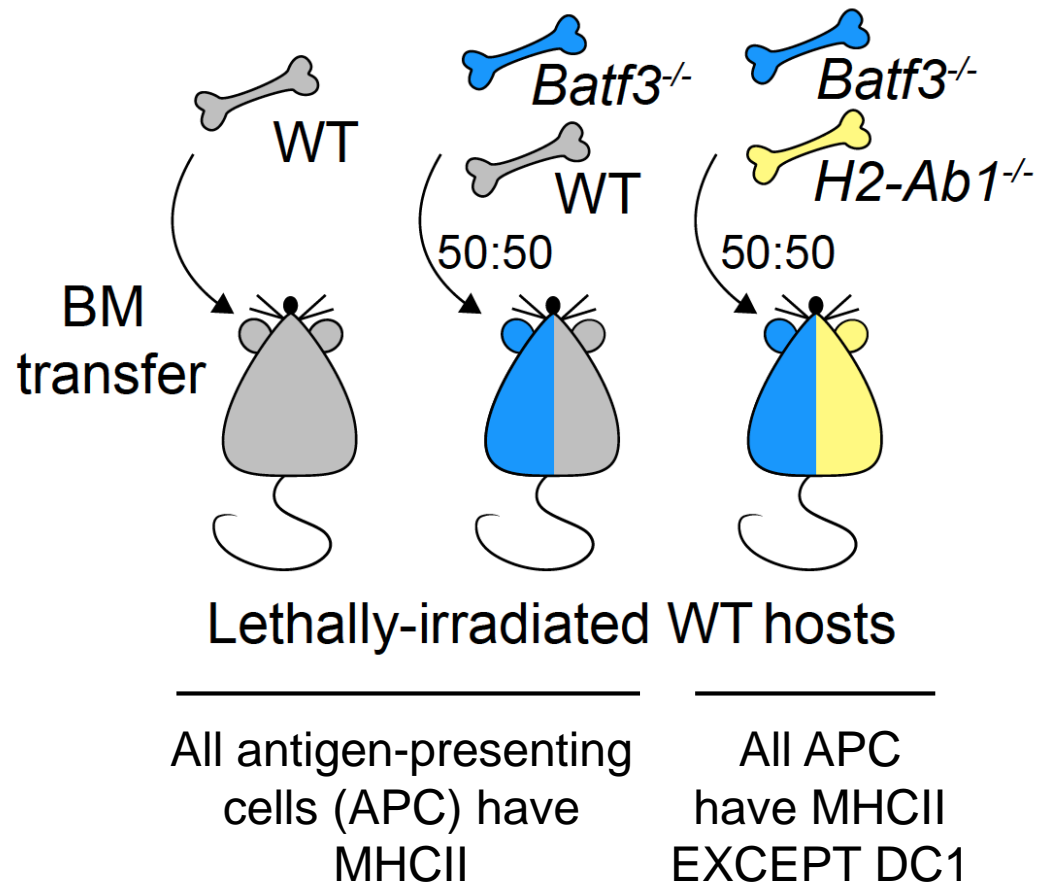 WT
Batf3-/-
WT
50:50
Batf3-/-
H2-Ab1-/-
50:50
BM
transfer
Lethally-irradiated WT hosts
All antigen-presenting
cells (APC) have
MHCII
All APC
have MHCII
EXCEPT DC1